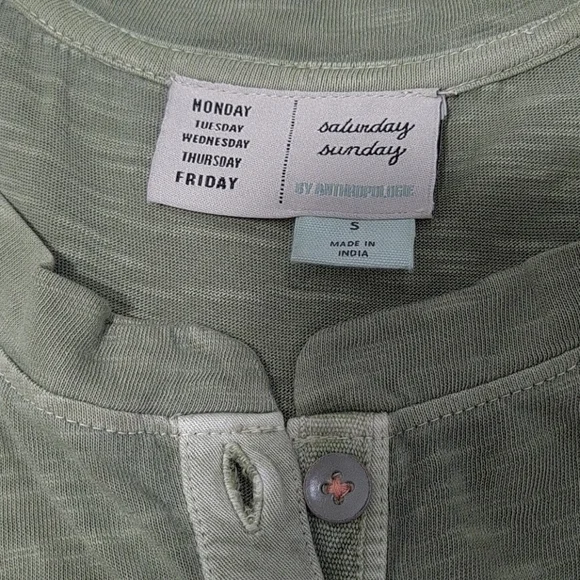 MONDAY
TUESDAY
WEDNESDAY
THURSDAY
FRIDAY
saturday
sunday
BY ANTHROPOLOGIE
S
MADE IN
INDIA